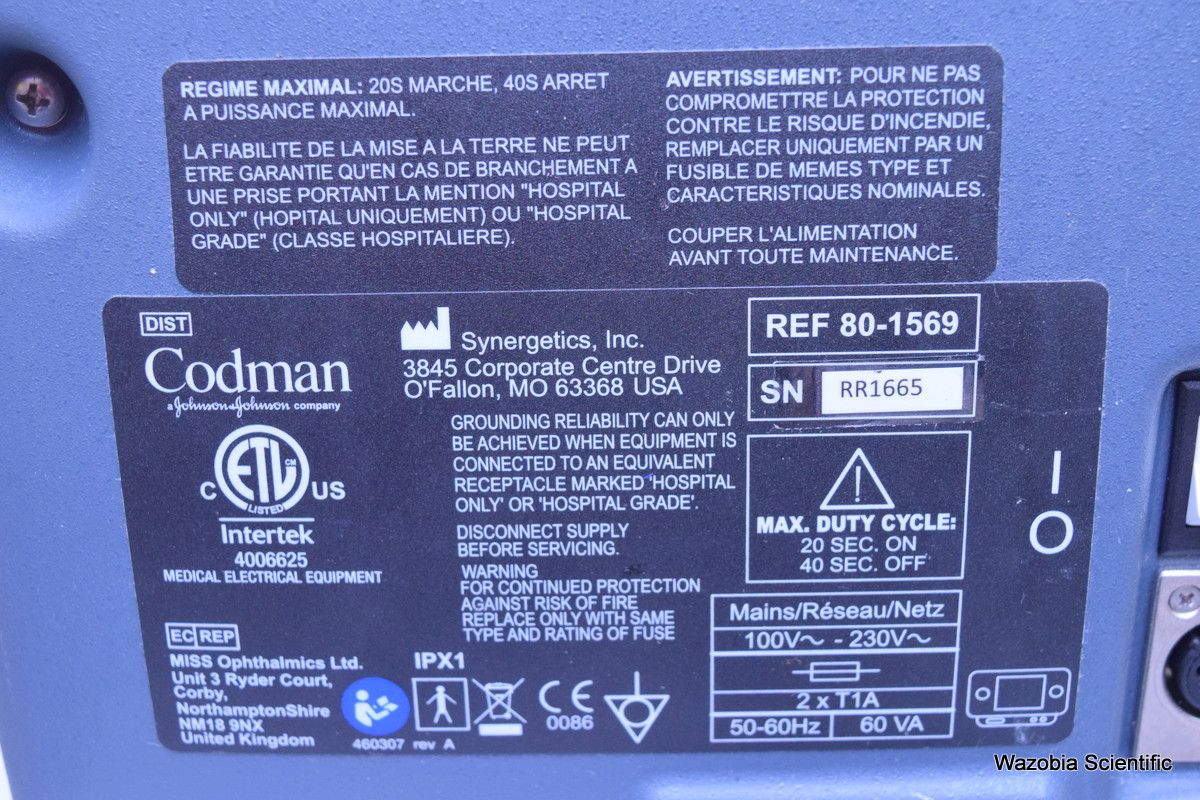 REGIME MAXIMAL: 20S MARCHE, 40S ARRET
A PUISSANCE MAXIMAL.
LA FIABILITE DE LA MISE A LA TERRE NE PEUT
ETRE GARANTIE QU'EN CAS DE BRANCHEMENT A
UNE PRISE PORTANT LA MENTION "HOSPITAL
ONLY" (HOPITAL UNIQUEMENT) OU "HOSPITAL
GRADE" (CLASSE HOSPITALIERE).
AVERTISSEMENT: POUR NE PAS
COMPROMETTRE LA PROTECTION
CONTRE LE RISQUE D'INCENDIE,
REMPLACER UNIQUEMENT PAR UN
FUSIBLE DE MEMES TYPE ET
CARACTERISTIQUES NOMINALES.
COUPER L'ALIMENTATION
AVANT TOUTE MAINTENANCE.
DIST
Codman
a Johnson & Johnson company
C ETL CM US
LISTED
Intertek
4006625
MEDICAL ELECTRICAL EQUIPMENT
EC REP
MISS Ophthalmics Ltd.
Unit 3 Ryder Court,
Corby,
NorthamptonShire
NM18 9NX
United Kingdom
Synergetics, Inc.
3845 Corporate Centre Drive
O'Fallon, MO 63368 USA
GROUNDING RELIABILITY CAN ONLY
BE ACHIEVED WHEN EQUIPMENT IS
CONNECTED TO AN EQUIVALENT
RECEPTACLE MARKED 'HOSPITAL
ONLY' OR 'HOSPITAL GRADE'.
DISCONNECT SUPPLY
BEFORE SERVICING.
WARNING
FOR CONTINUED PROTECTION
AGAINST RISK OF FIRE
REPLACE ONLY WITH SAME
TYPE AND RATING OF FUSE
IPX1
CE
0086
460307 rev A
REF 80-1569
SN RR1665
MAX. DUTY CYCLE:
20 SEC. ON
40 SEC. OFF
Mains/Réseau/Netz
100V~ - 230V~
2 x T1A
50-60Hz 60 VA
Wazobia Scientific